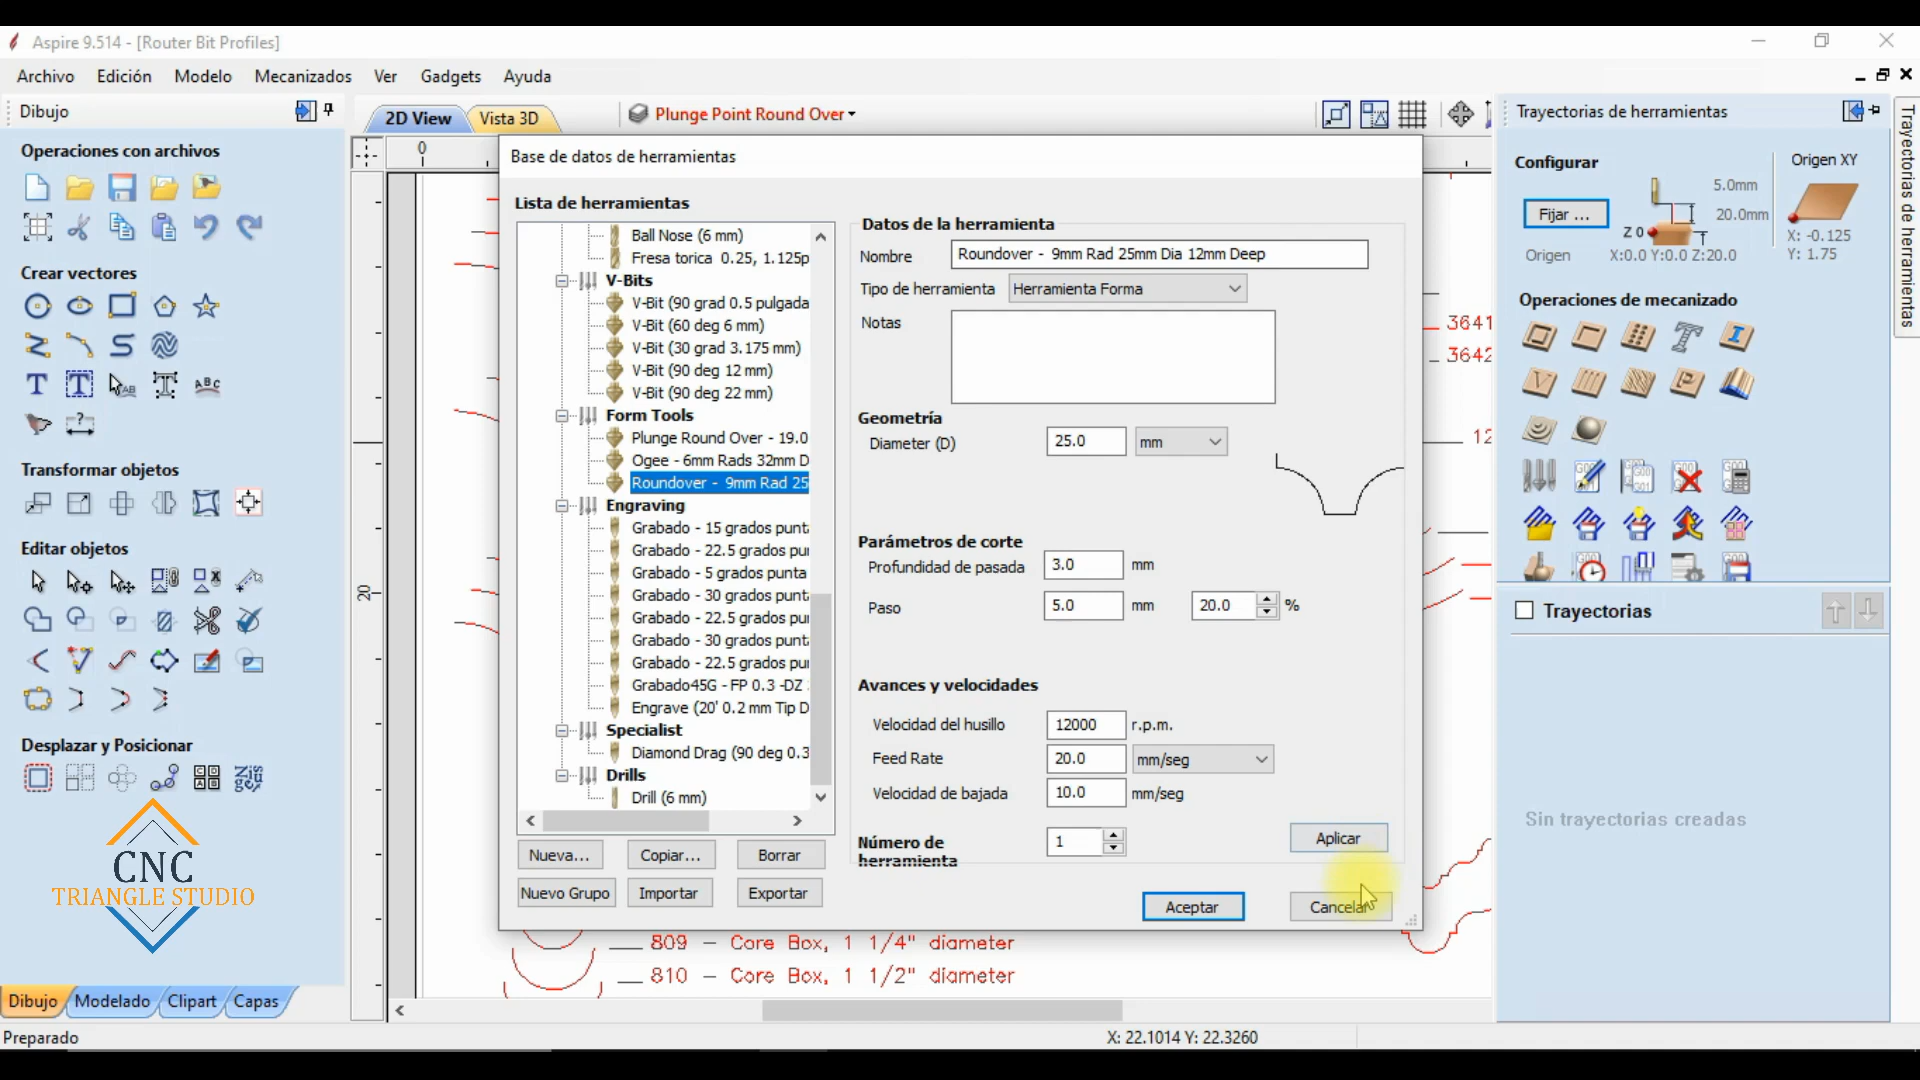 Aspire 9.514 - [Router Bit Profiles]
Archivo Edición Modelo Mecanizados Ver Gadgets Ayuda
Dibujo
Operaciones con archivos
Crear vectores
Transformar objetos
Editar objetos
Desplazar y Posicionar
CNC
TRIANGLE STUDIO
Dibujo Modelado Clipart Capas
Preparado
2D View Vista 3D
Plunge Point Round Over
0
20
Base de datos de herramientas
Lista de herramientas
Ball Nose (6 mm)
Fresa torica 0.25, 1.125p
V-Bits
V-Bit (90 grad 0.5 pulgada
V-Bit (60 deg 6 mm)
V-Bit (30 grad 3.175 mm)
V-Bit (90 deg 12 mm)
V-Bit (90 deg 22 mm)
Form Tools
Plunge Round Over - 19.0
Ogee - 6mm Rads 32mm D
Roundover - 9mm Rad 25
Engraving
Grabado - 15 grados punta
Grabado - 22.5 grados pu
Grabado - 5 grados punta
Grabado - 30 grados punt
Grabado - 22.5 grados pu
Grabado - 30 grados punt
Grabado - 22.5 grados pu
Grabado45G - FP 0.3 -DZ
Engrave (20' 0.2 mm Tip D
Specialist
Diamond Drag (90 deg 0.3
Drills
Drill (6 mm)
Nueva... Copiar... Borrar
Nuevo Grupo Importar Exportar
Datos de la herramienta
Nombre Roundover - 9mm Rad 25mm Dia 12mm Deep
Tipo de herramienta Herramienta Forma
Notas
Geometría
Diameter (D) 25.0 mm
Parámetros de corte
Profundidad de pasada 3.0 mm
Paso 5.0 mm 20.0 %
Avances y velocidades
Velocidad del husillo 12000 r.p.m.
Feed Rate 20.0 mm/seg
Velocidad de bajada 10.0 mm/seg
Número de herramienta 1
Aplicar
Aceptar Cancelar
3641
3642
12
809 - Core Box, 1 1/4" diameter
810 - Core Box, 1 1/2" diameter
X: 22.1014 Y: 22.3260
Trayectorias de herramientas
Configurar
Fijar ...
Origen
5.0mm
20.0mm
Z 0
X:0.0 Y:0.0 Z:20.0
Origen XY
X: -0.125
Y: 1.75
Operaciones de mecanizado
Trayectorias
Sin trayectorias creadas
Trayectorias de herramientas